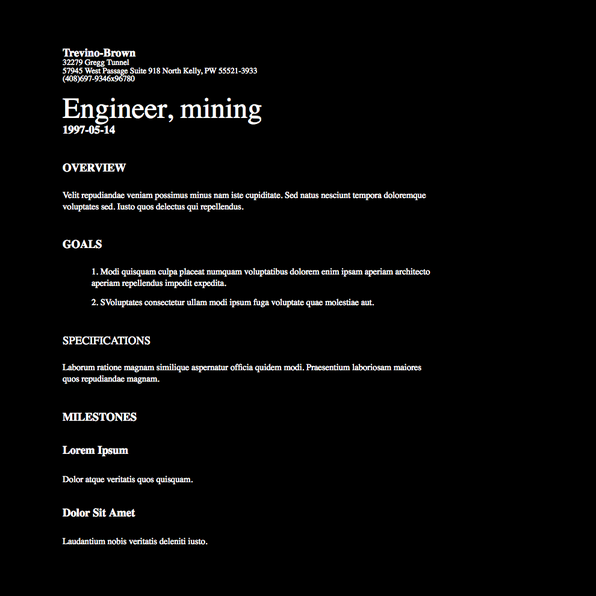 Trevino-Brown
32279 Gregg Tunnel
57945 West Passage Suite 918 North Kelly, PW 55521-3933
(408)697-9346x96780
Engineer, mining
1997-05-14
OVERVIEW
Velit repudiandae veniam possimus minus nam iste cupiditate. Sed natus nesciunt tempora doloremque
voluptates sed. Iusto quos delectus qui repellendus.
GOALS
1. Modi quisquam culpa placeat numquam voluptatibus dolorem enim ipsam aperiam architecto
aperiam repellendus impedit expedita.
2. SVoluptates consectetur ullam modi ipsum fuga voluptate quae molestiae aut.
SPECIFICATIONS
Laborum ratione magnam similique aspernatur officia quidem modi. Praesentium laboriosam maiores
quos repudiandae magnam.
MILESTONES
Lorem Ipsum
Dolor atque veritatis quos quisquam.
Dolor Sit Amet
Laudantium nobis veritatis deleniti iusto.